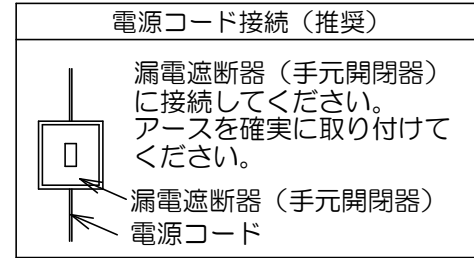 電源コード接続（推奨）
漏電遮断器（手元開閉器）
に接続してください。
アースを確実に取り付けて
ください。
漏電遮断器（手元開閉器）
電源コード